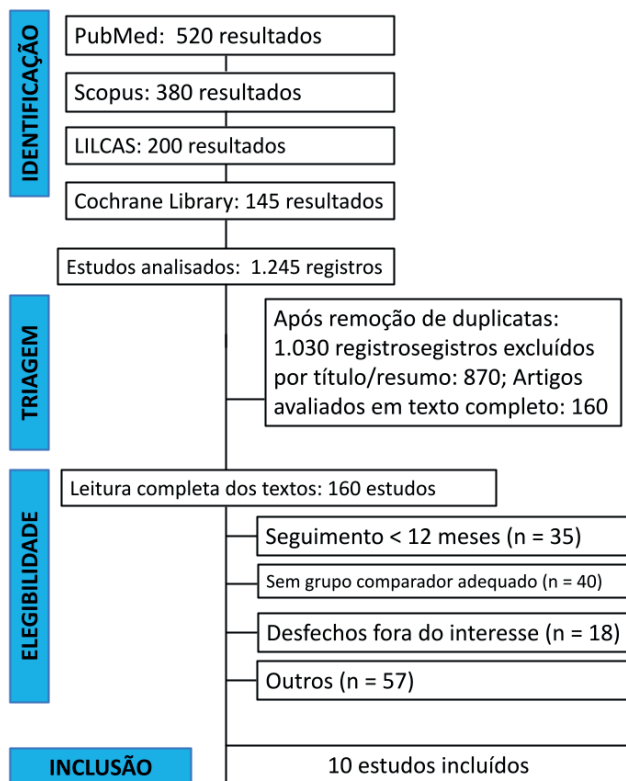 IDENTIFICAÇÃO
PubMed: 520 resultados
Scopus: 380 resultados
LILCAS: 200 resultados
Cochrane Library: 145 resultados
Estudos analisados: 1.245 registros
TRIAGEM
Após remoção de duplicatas:
1.030 registrosegistros excluídos
por título/resumo: 870; Artigos
avaliados em texto completo: 160
ELEGIBILIDADE
Leitura completa dos textos: 160 estudos
Seguimento < 12 meses (n = 35)
Sem grupo comparador adequado (n = 40)
Desfechos fora do interesse (n = 18)
Outros (n = 57)
INCLUSÃO
10 estudos incluídos